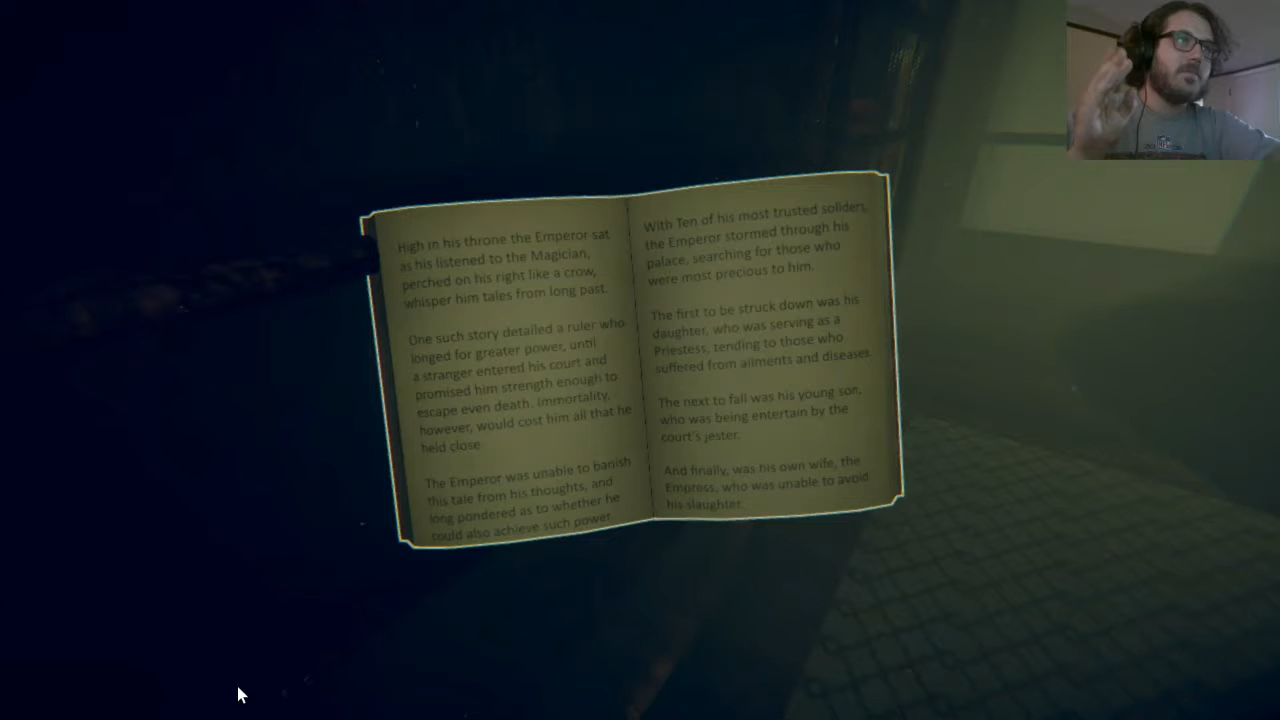 High in his throne the Emperor sat
as his listened to the Magician,
perched on his right like a crow,
whisper him tales from long past.
One such story detailed a ruler who
longed for greater power, until
a stranger entered his court and
promised him strength enough to
escape even death. Immortality,
however, would cost him all that he
held close.
The Emperor was unable to banish
this tale from his thoughts, and
long pondered as to whether he
could also achieve such power.
With Ten of his most trusted soliders,
the Emperor stormed through his
palace, searching for those who
were most precious to him.
The first to be struck down was his
daughter, who was serving as a
Priestess, tending to those who
suffered from ailments and diseases.
The next to fall was his young son,
who was being entertain by the
court's jester.
And finally, was his own wife, the
Empress, who was unable to avoid
his slaughter.
NFL